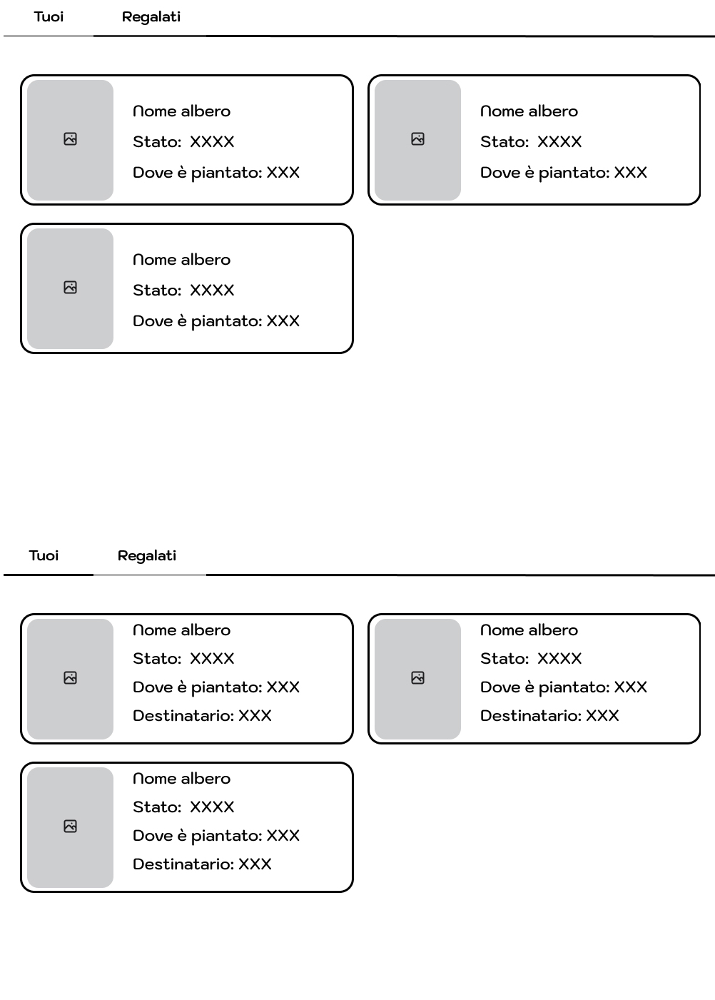 Tuoi Regalati
Nome albero
Stato: XXXX
Dove è piantato: XXX
Nome albero
Stato: XXXX
Dove è piantato: XXX
Nome albero
Stato: XXXX
Dove è piantato: XXX
Tuoi Regalati
Nome albero
Stato: XXXX
Dove è piantato: XXX
Destinatario: XXX
Nome albero
Stato: XXXX
Dove è piantato: XXX
Destinatario: XXX
Nome albero
Stato: XXXX
Dove è piantato: XXX
Destinatario: XXX